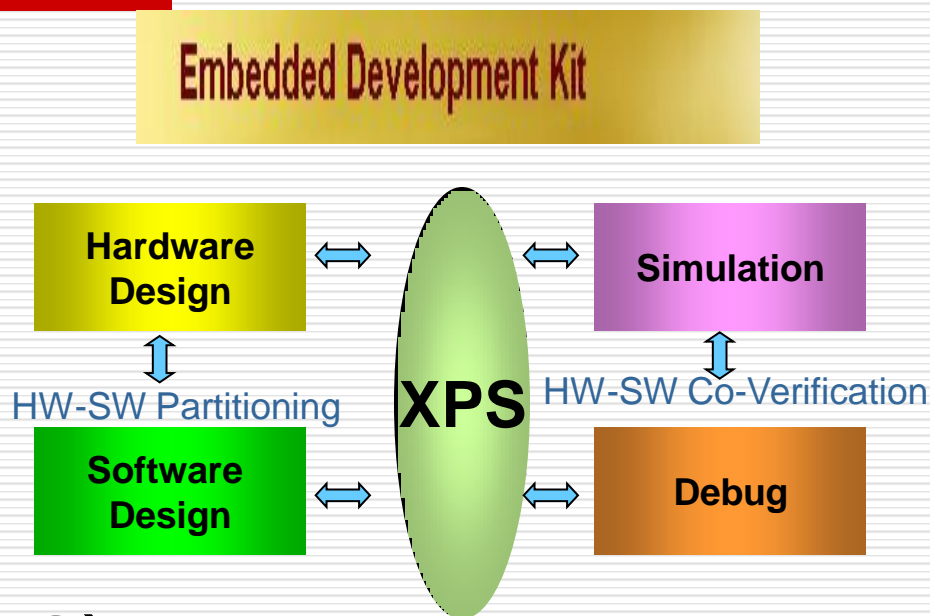 Embedded Development Kit
Hardware
Design
Simulation
HW-SW Partitioning
XPS
HW-SW Co-Verification
Software
Design
Debug